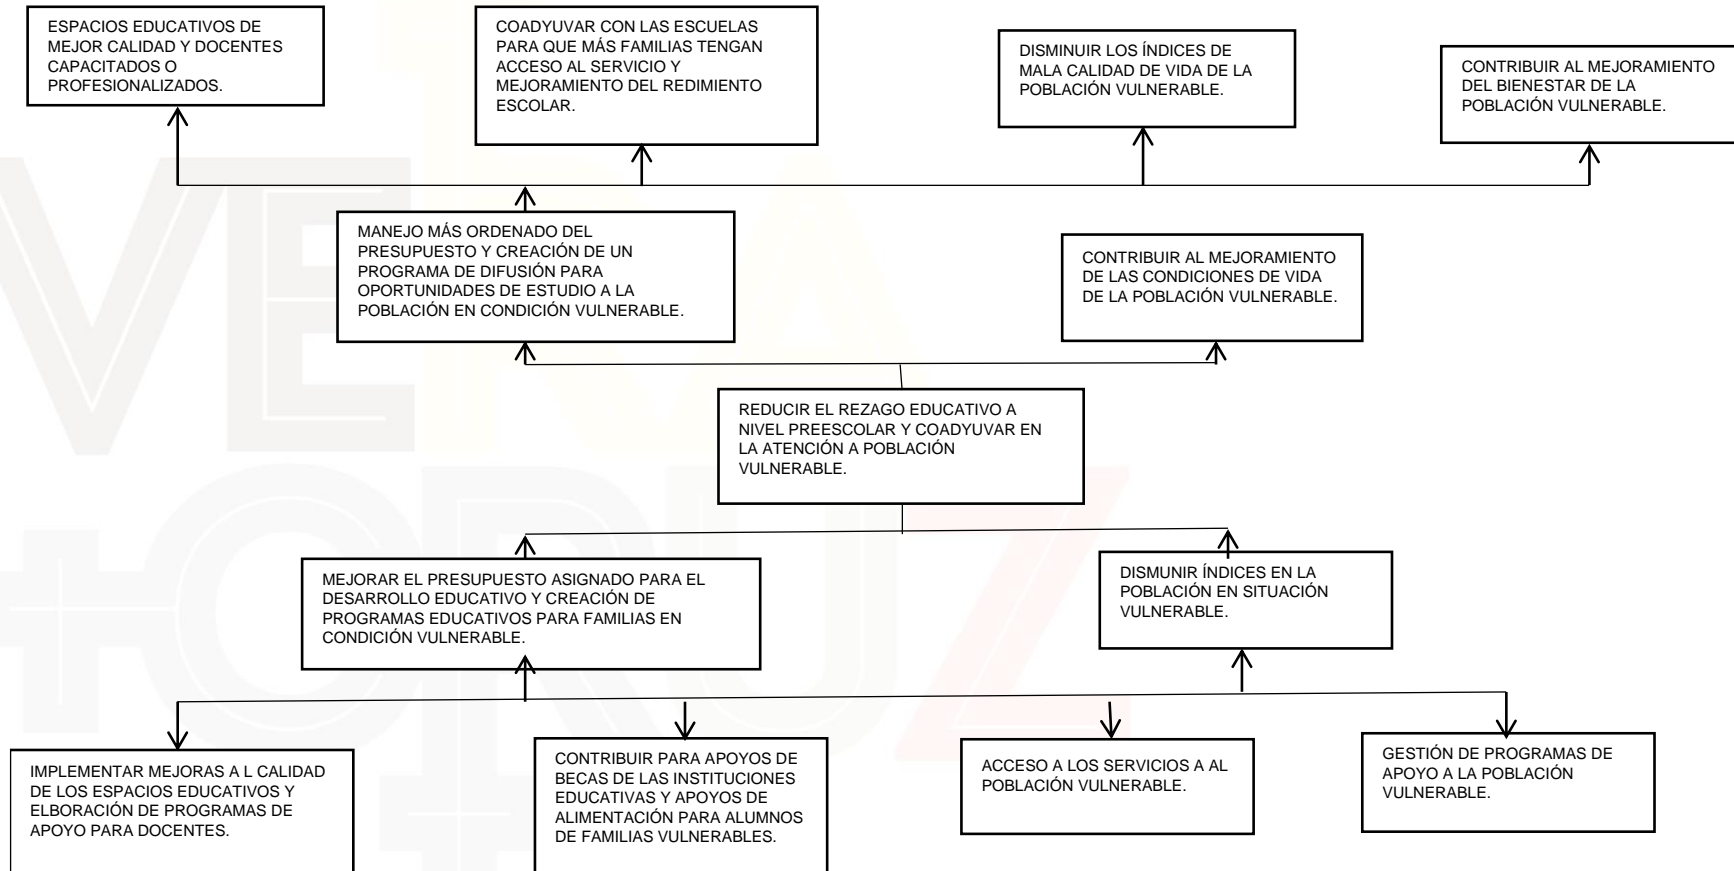 ESPACIOS EDUCATIVOS DE
MEJOR CALIDAD Y DOCENTES
CAPACITADOS O
PROFESIONALIZADOS.
COADYUVAR CON LAS ESCUELAS
PARA QUE MÁS FAMILIAS TENGAN
ACCESO AL SERVICIO Y
MEJORAMIENTO DEL REDIMIENTO
ESCOLAR.
DISMINUIR LOS ÍNDICES DE
MALA CALIDAD DE VIDA DE LA
POBLACIÓN VULNERABLE.
CONTRIBUIR AL MEJORAMIENTO
DEL BIENESTAR DE LA
POBLACIÓN VULNERABLE.
MANEJO MÁS ORDENADO DEL
PRESUPUESTO Y CREACIÓN DE UN
PROGRAMA DE DIFUSIÓN PARA
OPORTUNIDADES DE ESTUDIO A LA
POBLACIÓN EN CONDICIÓN VULNERABLE.
CONTRIBUIR AL MEJORAMIENTO
DE LAS CONDICIONES DE VIDA
DE LA POBLACIÓN VULNERABLE.
REDUCIR EL REZAGO EDUCATIVO A
NIVEL PREESCOLAR Y COADYUVAR EN
LA ATENCIÓN A POBLACIÓN
VULNERABLE.
MEJORAR EL PRESUPUESTO ASIGNADO PARA EL
DESARROLLO EDUCATIVO Y CREACIÓN DE
PROGRAMAS EDUCATIVOS PARA FAMILIAS EN
CONDICIÓN VULNERABLE.
DISMUNIR ÍNDICES EN LA
POBLACIÓN EN SITUACIÓN
VULNERABLE.
IMPLEMENTAR MEJORAS A L CALIDAD
DE LOS ESPACIOS EDUCATIVOS Y
ELBORACIÓN DE PROGRAMAS DE
APOYO PARA DOCENTES.
CONTRIBUIR PARA APOYOS DE
BECAS DE LAS INSTITUCIONES
EDUCATIVAS Y APOYOS DE
ALIMENTACIÓN PARA ALUMNOS
DE FAMILIAS VULNERABLES.
ACCESO A LOS SERVICIOS A AL
POBLACIÓN VULNERABLE.
GESTIÓN DE PROGRAMAS DE
APOYO A LA POBLACIÓN
VULNERABLE.
VERA
CRUZ